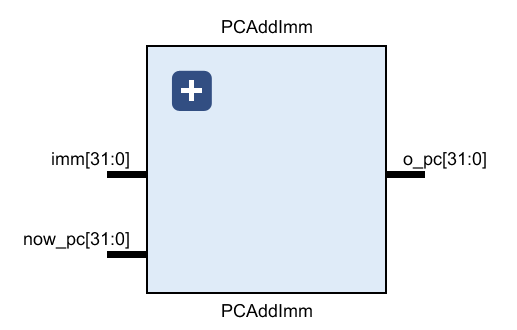 PCAddImm
imm[31:0]
o_pc[31:0]
now_pc[31:0]
PCAddImm